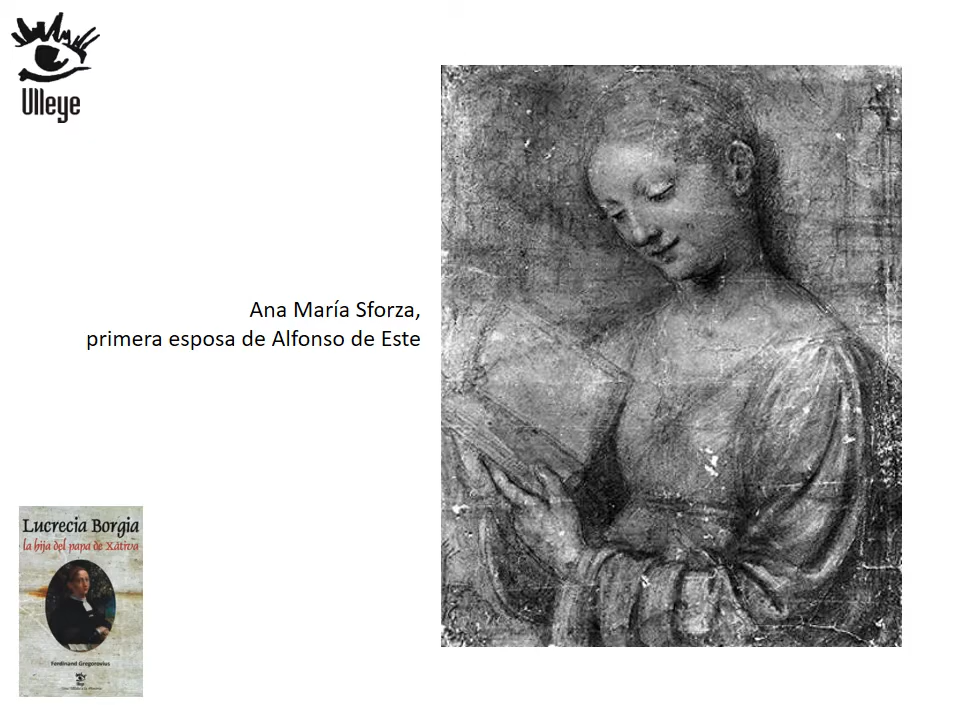 Ulleye
Ana María Sforza,
primera esposa de Alfonso de Este
Lucrecia Borgia
la hija del papa de Xàtiva
Ferdinand Gregorovius